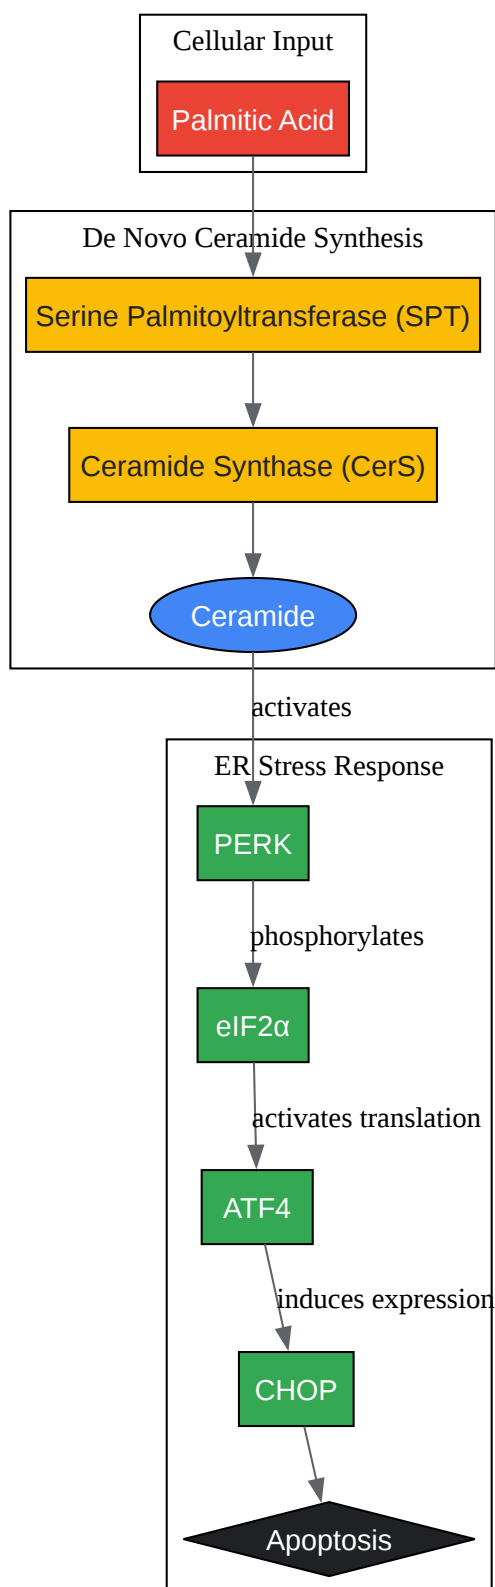 Cellular Input
Palmitic Acid
De Novo Ceramide Synthesis
Serine Palmitoyltransferase (SPT)
Ceramide Synthase (CerS)
Ceramide
activates
ER Stress Response
PERK
phosphorylates
eIF2α
activates translation
ATF4
induces expression
CHOP
Apoptosis